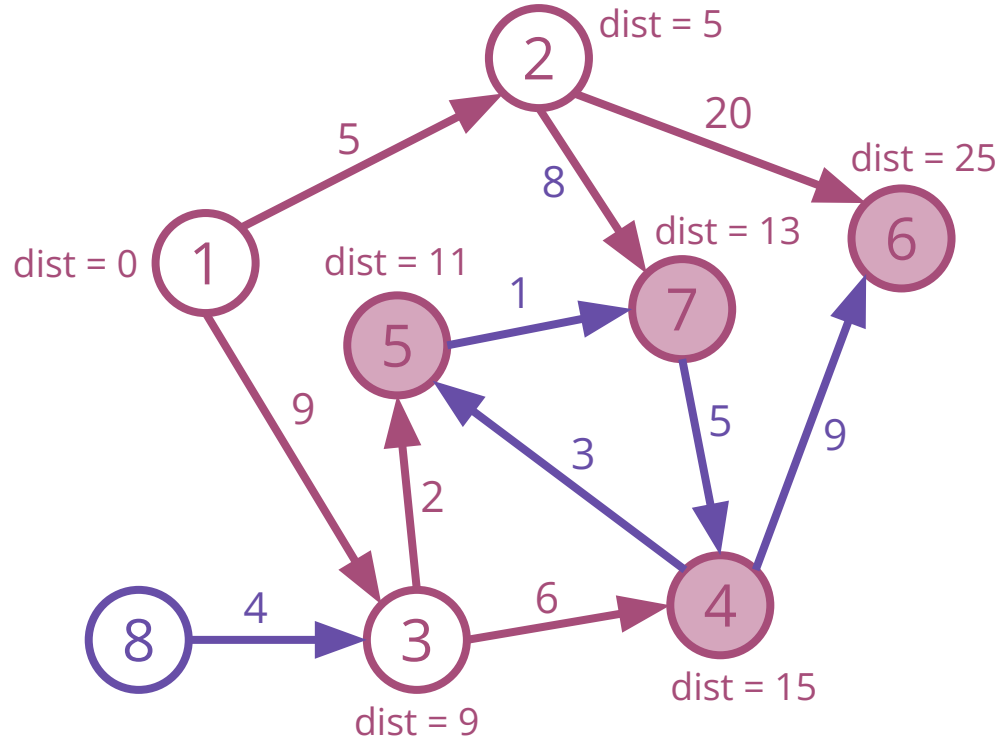 2
dist = 5
20
5
8
dist = 25
6
dist = 13
dist = 0
1
dist = 11
1
7
5
9
5
3
9
2
4
6
8
3
4
dist = 15
dist = 9